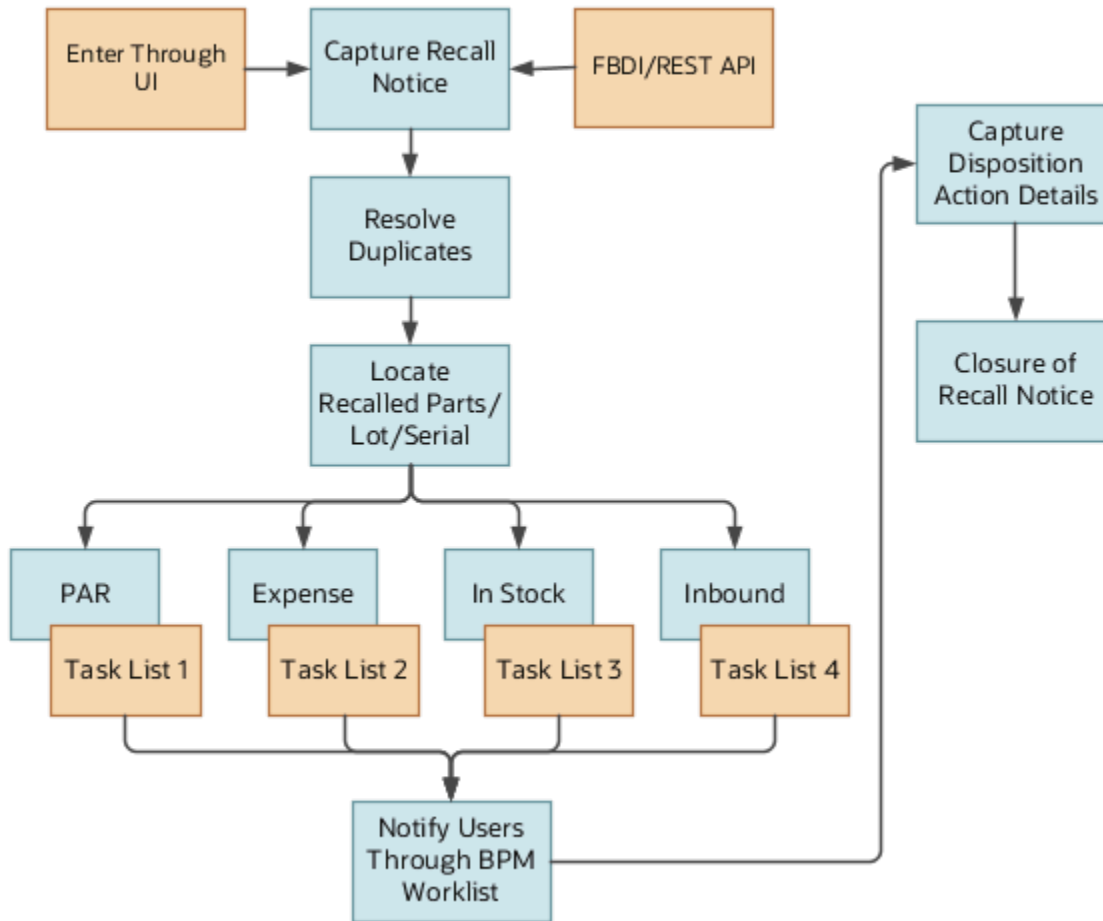 Enter Through
UI
Capture Recall
Notice
FBDI/REST API
Resolve
Duplicates
Locate
Recalled Parts/
Lot/Serial
PAR
Expense
In Stock
Inbound
Task List 1
Task List 2
Task List 3
Task List 4
Notify Users
Through BPM
Worklist
Capture
Disposition
Action Details
Closure of
Recall Notice